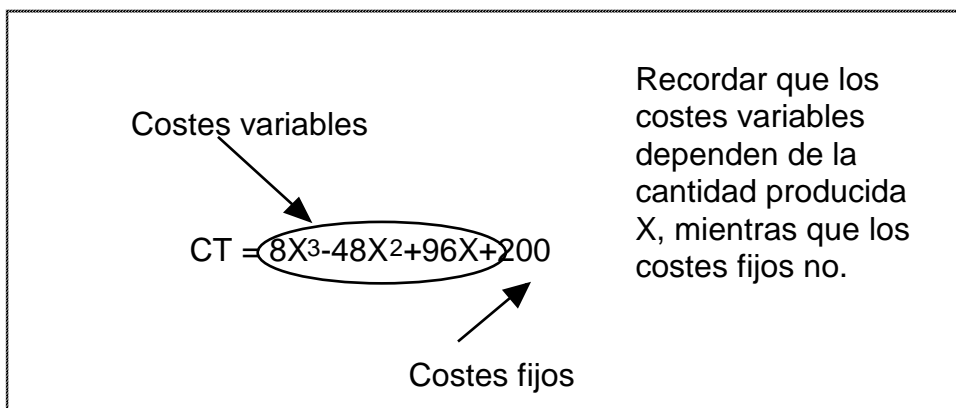 Costes variables
CT = 8X³-48X²+96X+200
Costes fijos
Recordar que los
costes variables
dependen de la
cantidad producida
X, mientras que los
costes fijos no.